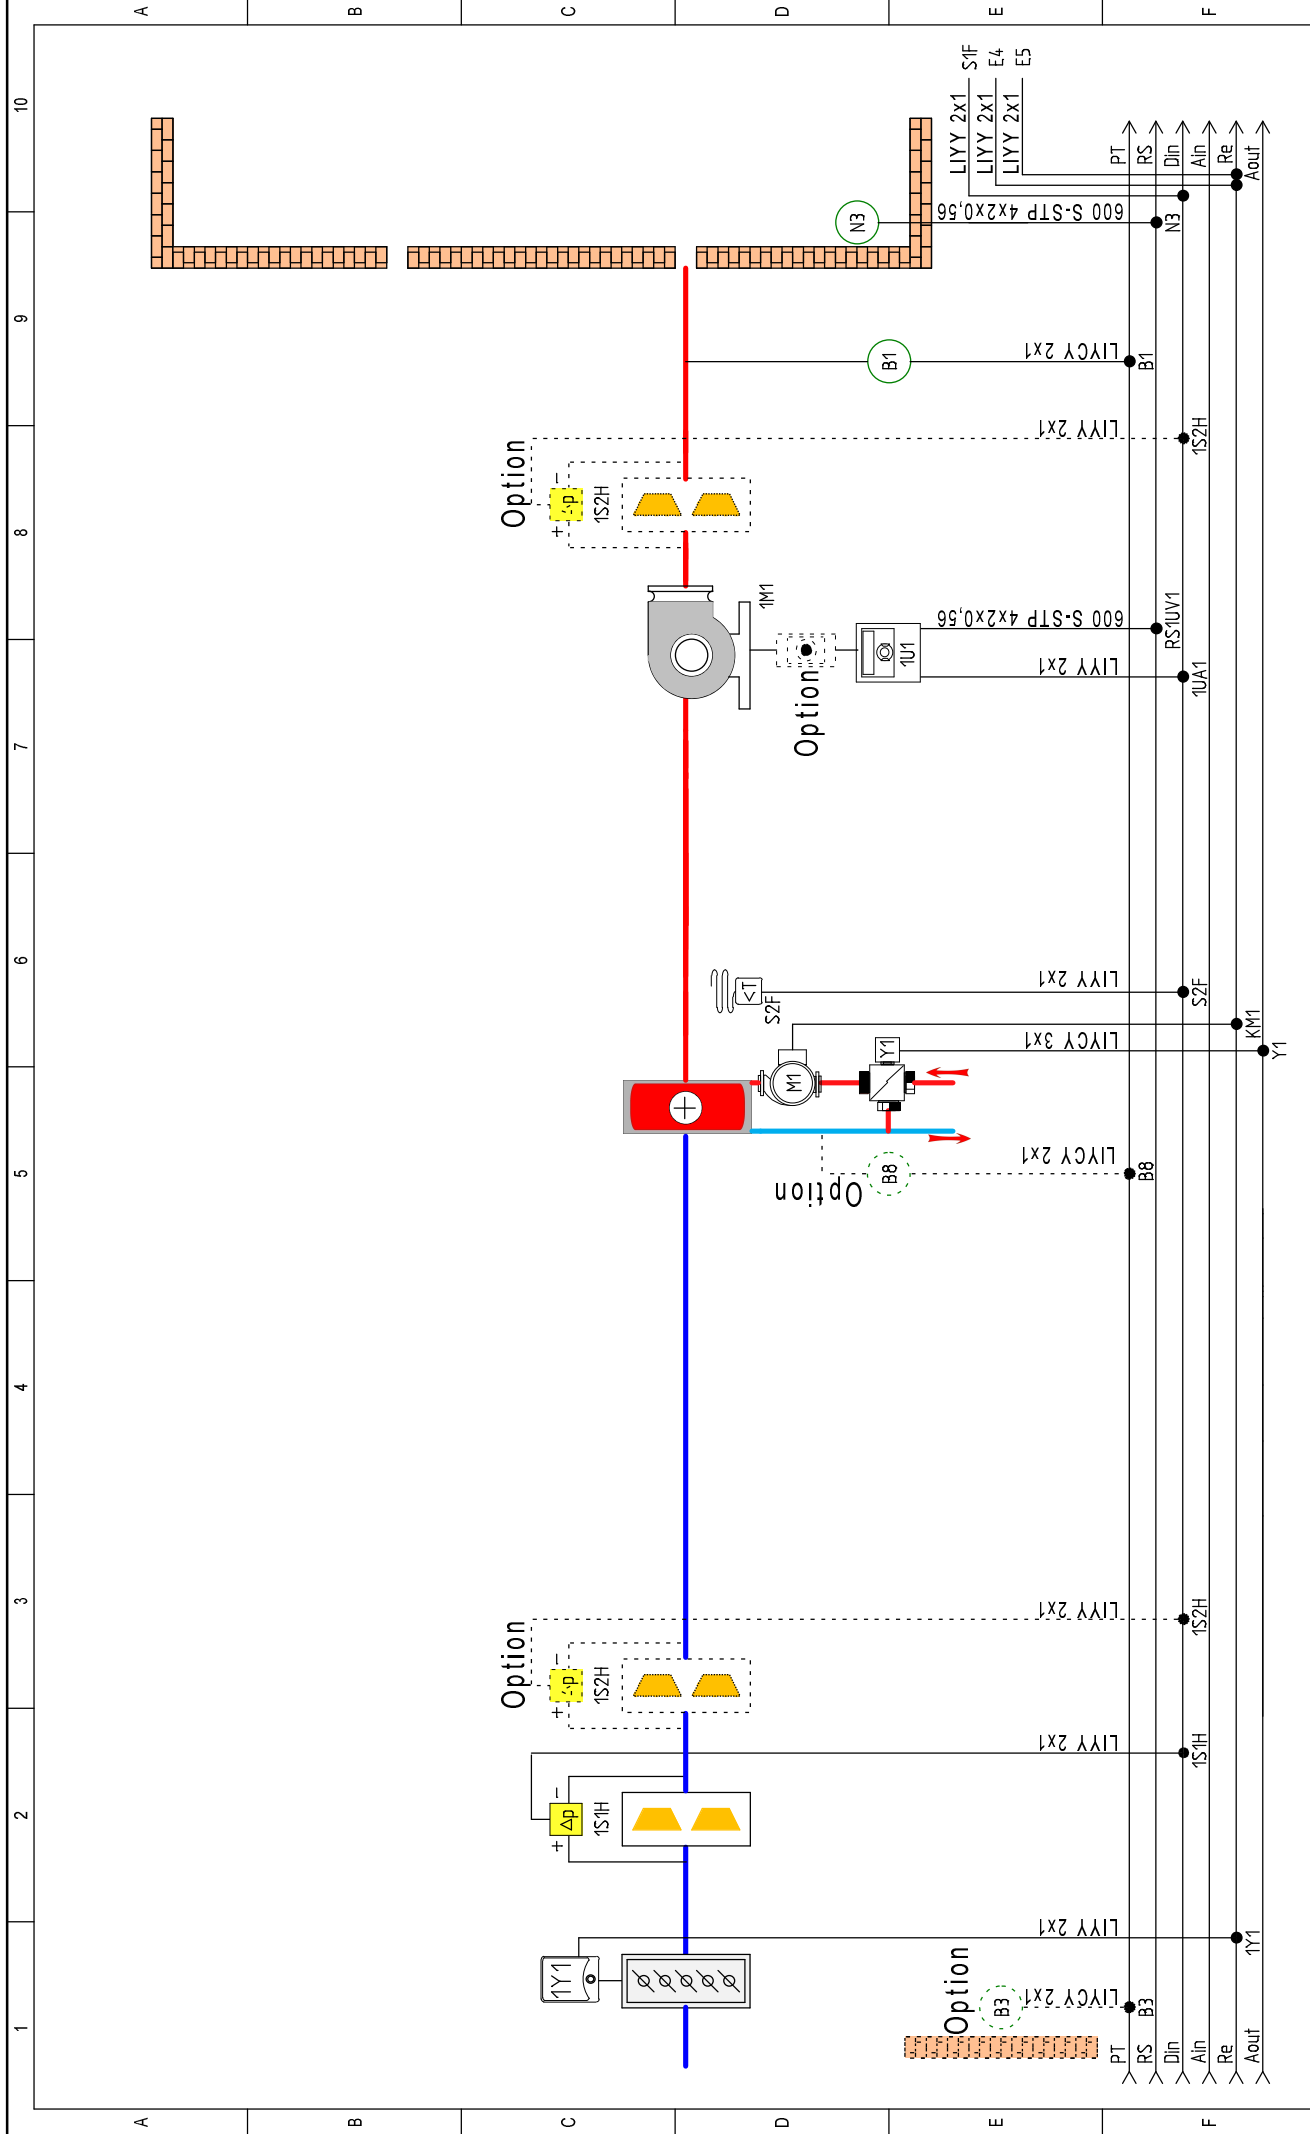 A
B
C
D
E
F
10
9
8
7
6
5
4
3
2
1
S1F
E4
E5
LIYY 2x1
LIYY 2x1
LIYY 2x1
PT
RS
Din
Ain
Re
Aout
N3
600 S-STP 4x2x0,56
N3
B1
LIYCY 2x1
B1
Option
+
-
1S2H
LIYY 2x1
1S2H
1M1
Option
1U1
600 S-STP 4x2x0,56
RS1UV1
LIYY 2x1
1UA1
<T
S2F
LIYY 2x1
S2F
M1
KM1
Y1
LIYCY 3x1
Y1
Option
B8
LIYCY 2x1
B8
Option
+
-
1S2H
LIYY 2x1
1S2H
+
-
Δp
1S1H
LIYY 2x1
1S1H
1Y1
LIYY 2x1
1Y1
Option
B3
LIYCY 2x1
B3
PT
RS
Din
Ain
Re
Aout
A
B
C
D
E
F